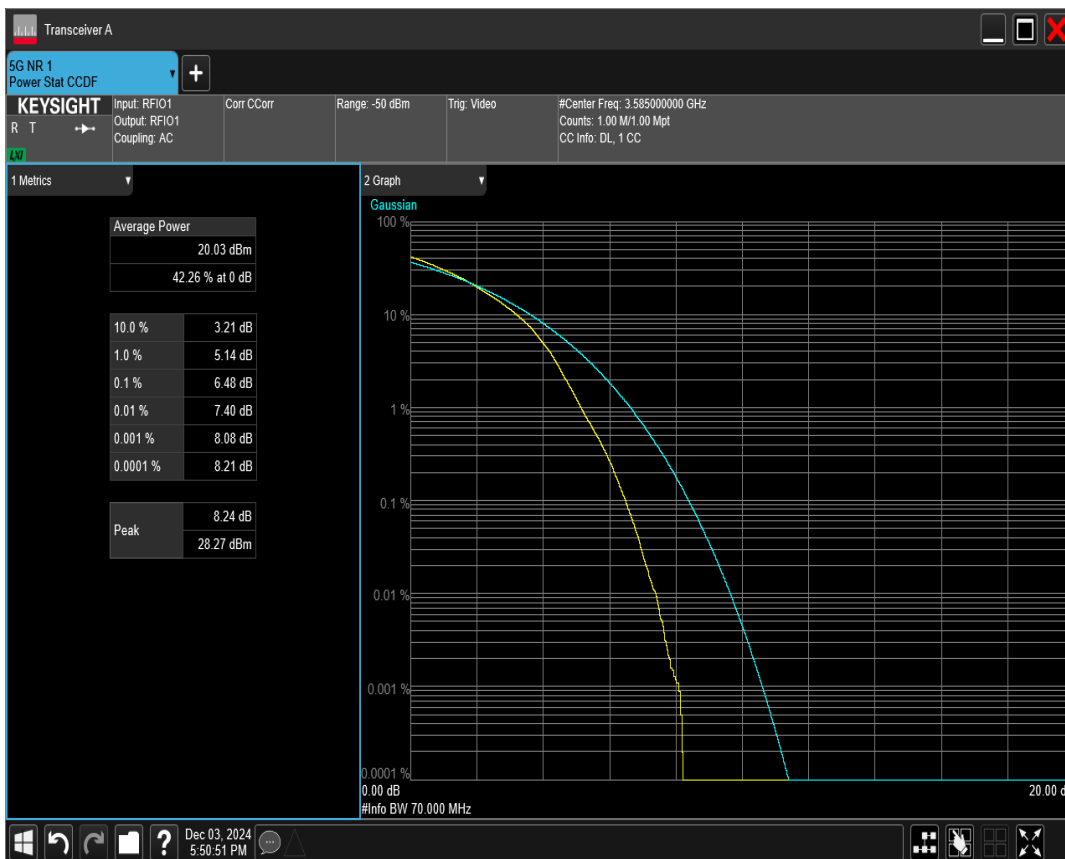 Transceiver A
5G NR 1
Power Stat CCDF
+
KEYSIGHT
R T
LXI
Input: RFIO1
Output: RFIO1
Coupling: AC
Corr CCorr
Range: -50 dBm
Trig: Video
#Center Freq: 3.585000000 GHz
Counts: 1.00 M/1.00 Mpt
CC Info: DL, 1 CC
1 Metrics
Average Power
20.03 dBm
42.26 % at 0 dB
10.0 % 3.21 dB
1.0 % 5.14 dB
0.1 % 6.48 dB
0.01 % 7.40 dB
0.001 % 8.08 dB
0.0001 % 8.21 dB
Peak
8.24 dB
28.27 dBm
2 Graph
Gaussian
100 %
10 %
1 %
0.1 %
0.01 %
0.001 %
0.0001 %
0.00 dB
20.00 d
#Info BW 70.000 MHz
?
Dec 03, 2024
5:50:51 PM